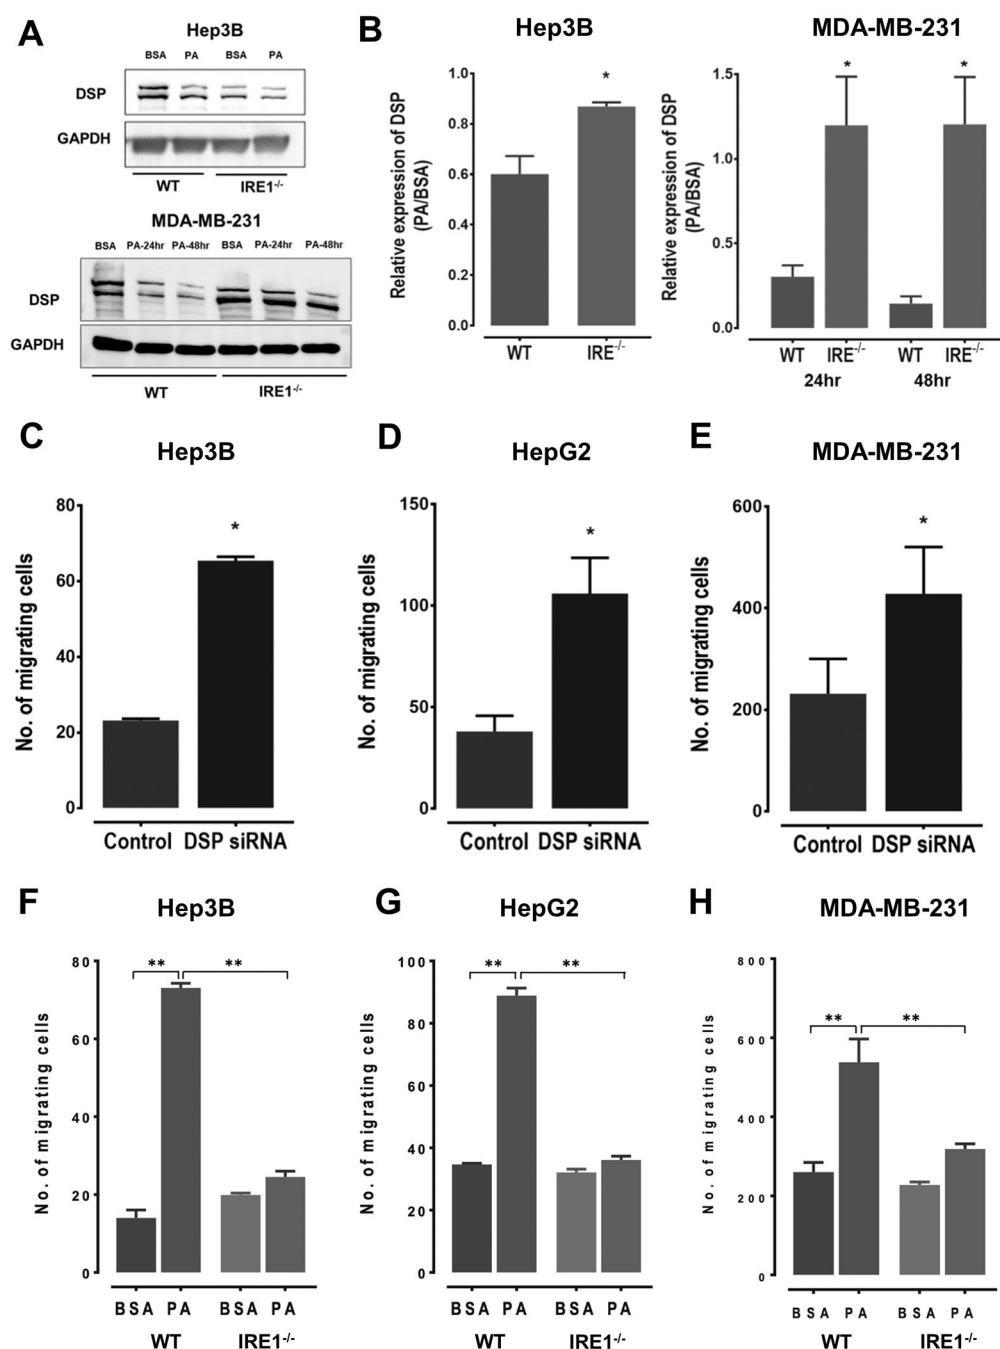 A
Hep3B
BSA PA BSA PA
DSP
GAPDH
WT IRE1-/-
MDA-MB-231
BSA PA-24hr PA-48hr BSA PA-24hr PA-48hr
DSP
GAPDH
WT IRE1-/-
B
Hep3B
Relative expression of DSP
(PA/BSA)
1.0
0.8
0.6
0.4
0.2
0.0
*
WT IRE-/-
MDA-MB-231
Relative expression of DSP
(PA/BSA)
1.5
1.0
0.5
0.0
* *
WT IRE-/- WT IRE-/-
24hr 48hr
C
Hep3B
No. of migrating cells
80
60
40
20
0
*
Control DSP siRNA
D
HepG2
No. of migrating cells
150
100
50
0
*
Control DSP siRNA
E
MDA-MB-231
No. of migrating cells
600
400
200
0
*
Control DSP siRNA
F
Hep3B
No. of migrating cells
80
60
40
20
0
** **
BSA PA BSA PA
WT IRE1-/-
G
HepG2
No. of migrating cells
100
80
60
40
20
0
** **
BSA PA BSA PA
WT IRE1-/-
H
MDA-MB-231
No. of migrating cells
800
600
400
200
0
** **
BSA PA BSA PA
WT IRE1-/-